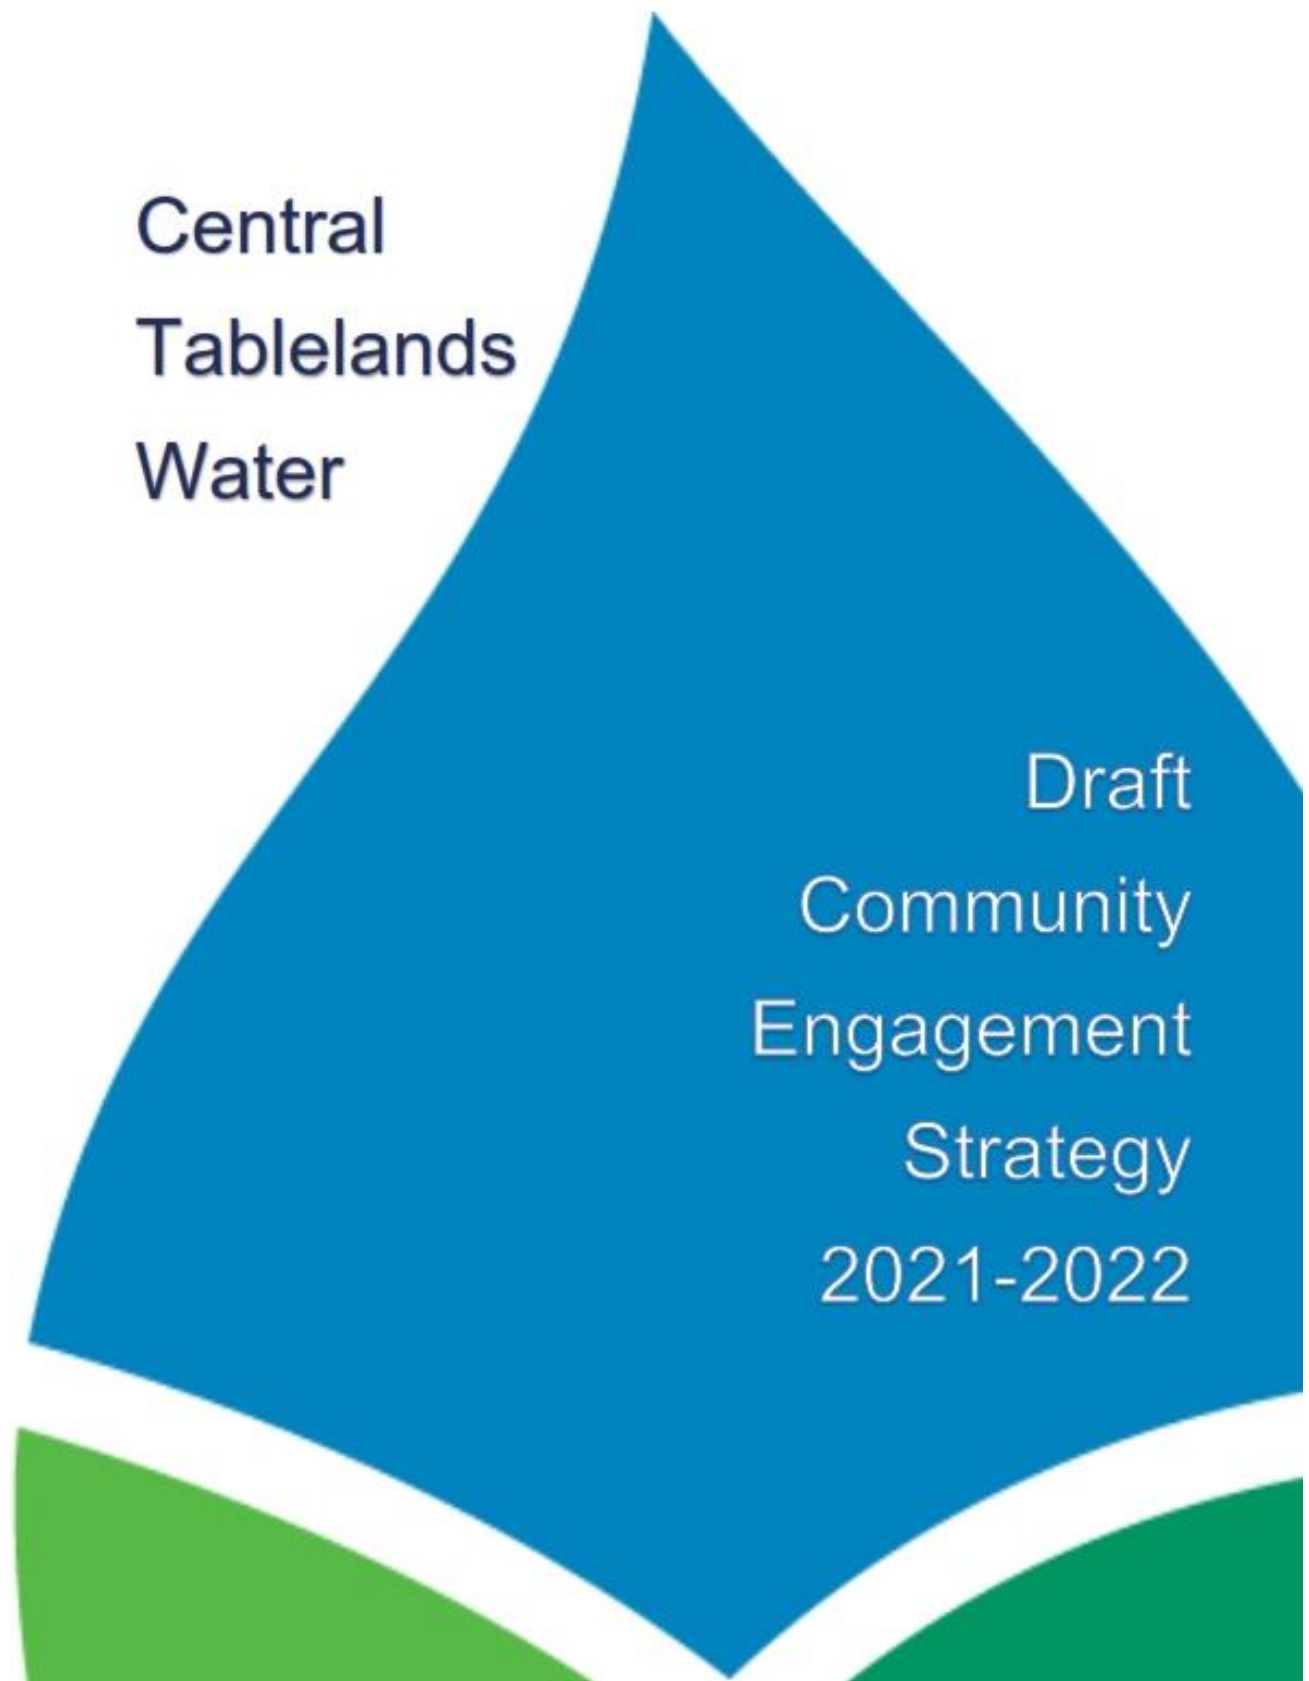 Central
Tablelands
Water
Draft
Community
Engagement
Strategy
2021-2022